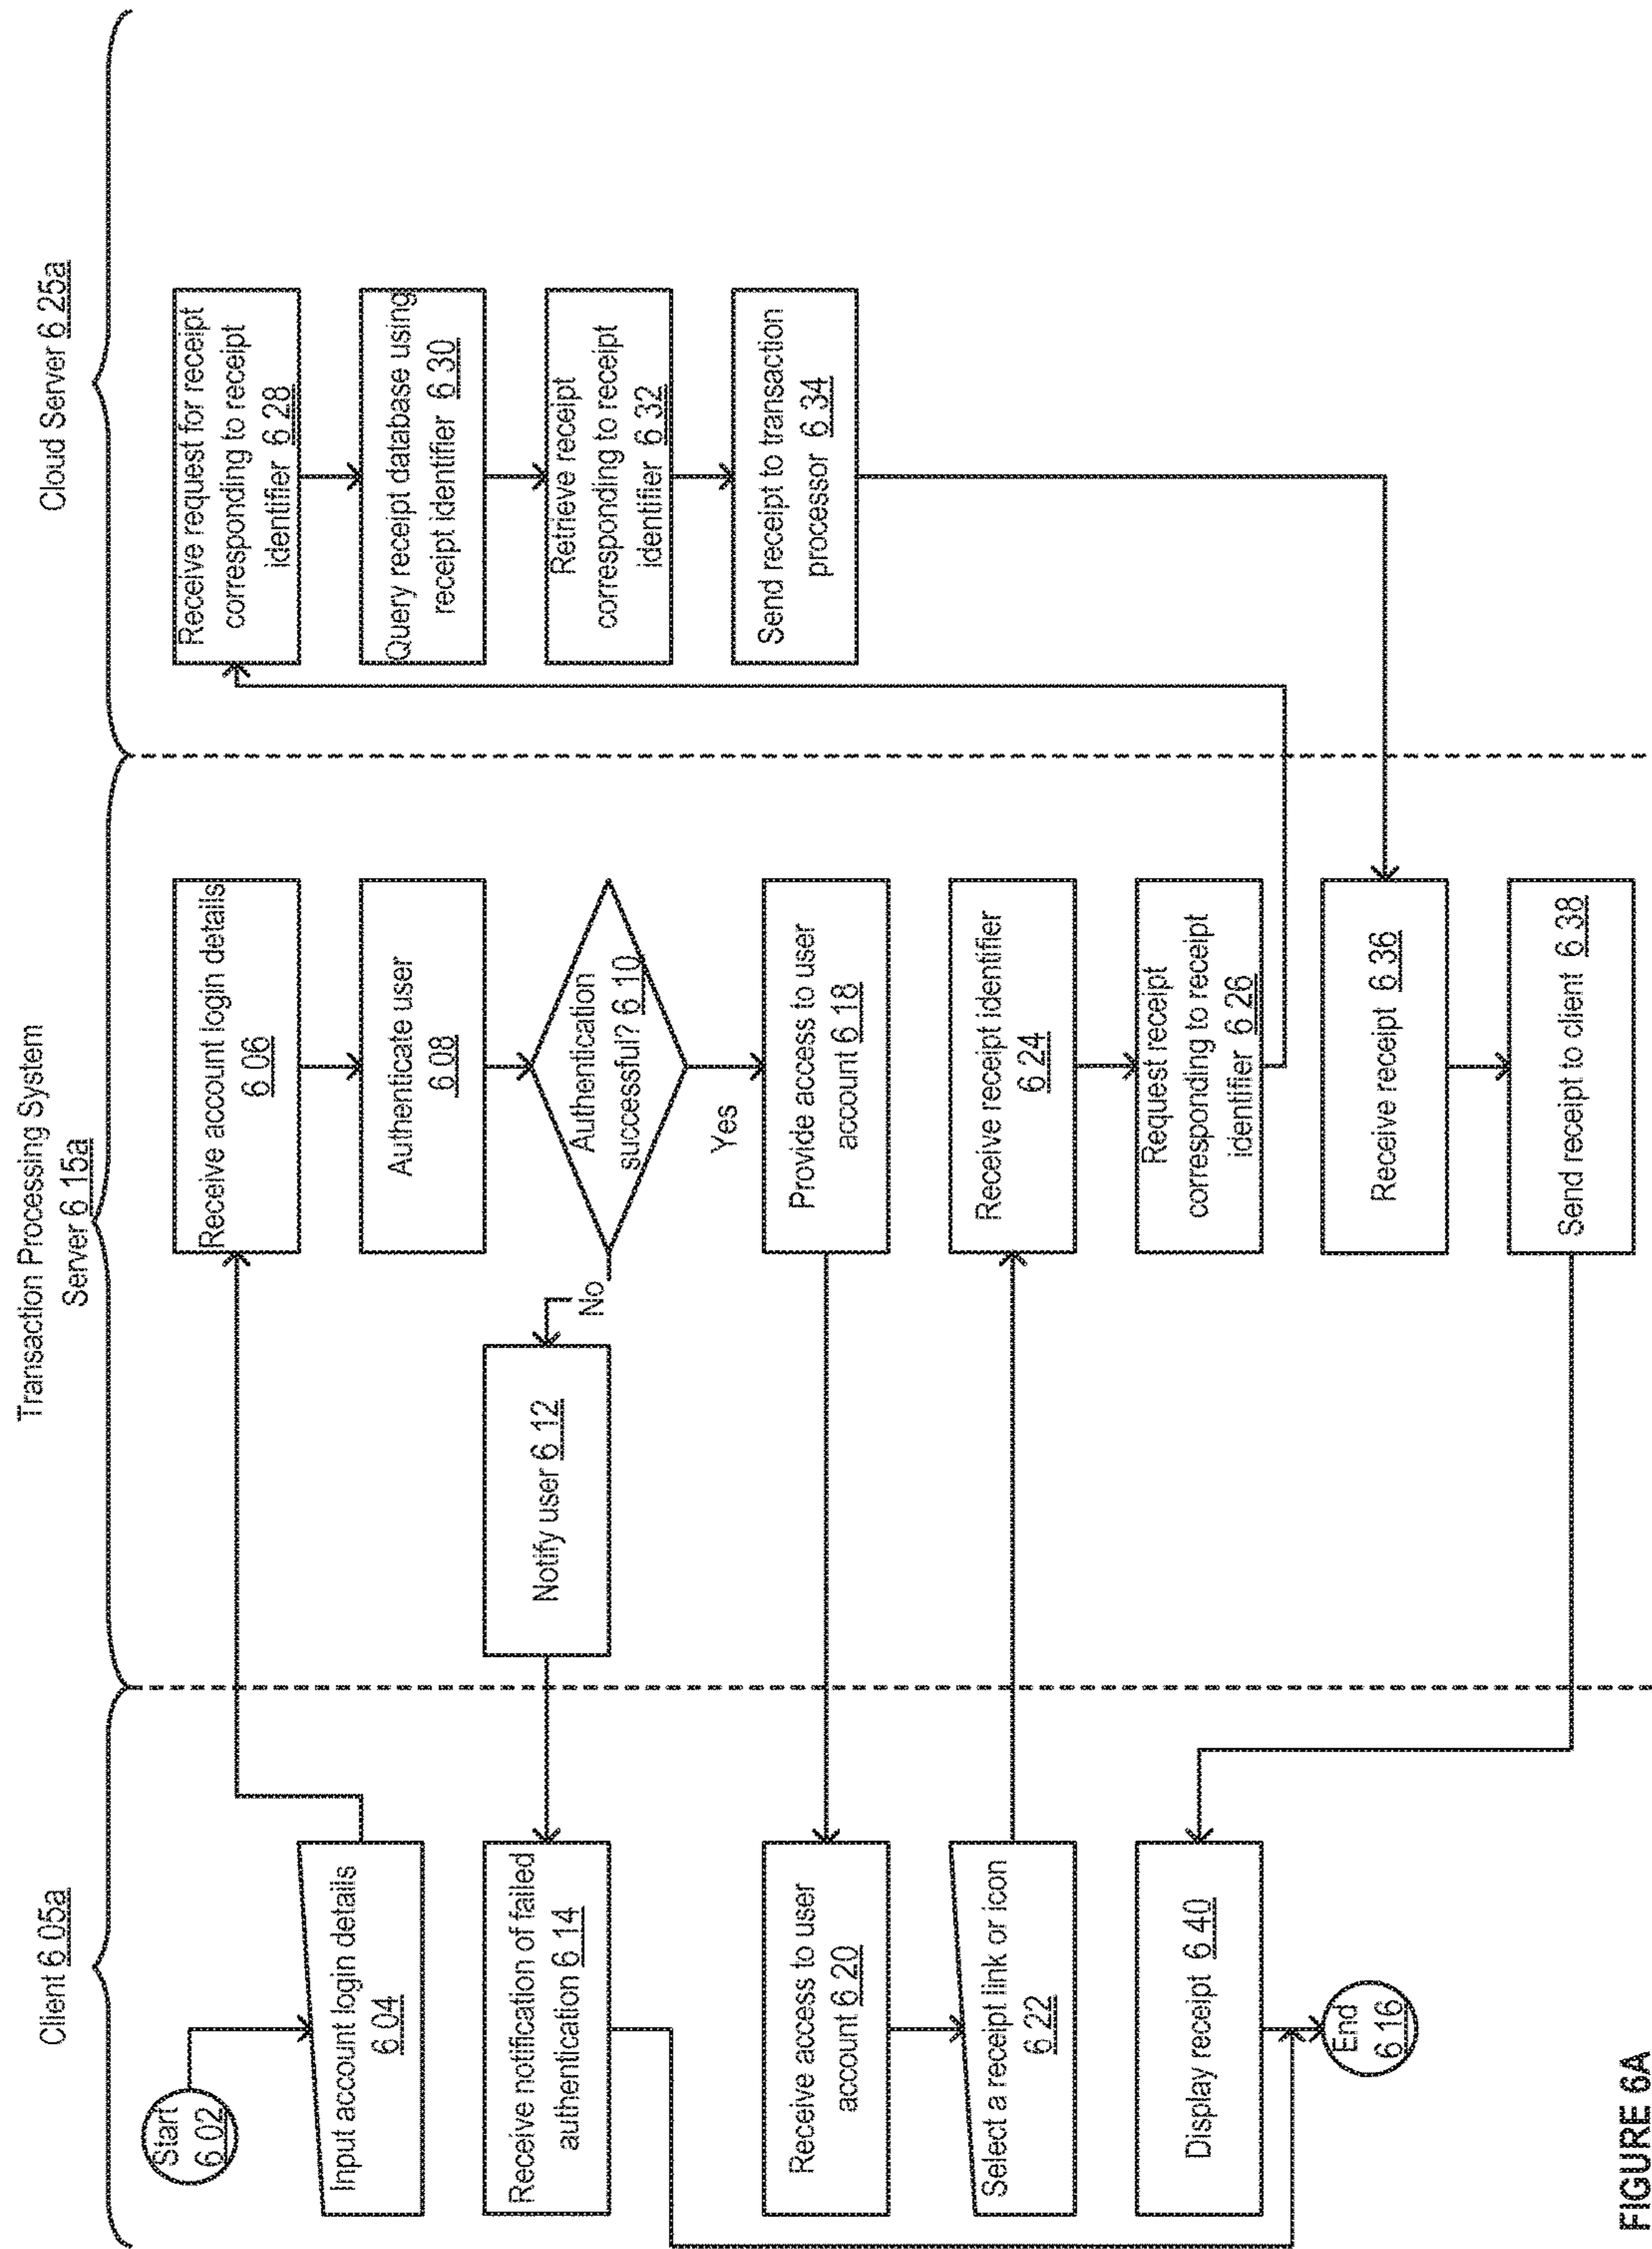 Client 6 05a
Transaction Processing System
Server 6 15a
Cloud Server 6 25a
Start
6 02
Input account login details
6 04
Receive account login details
6 06
Authenticate user
6 08
Authentication
successful? 6 10
No
Yes
Notify user 6 12
Receive notification of failed
authentication 6 14
Provide access to user
account 6 18
Receive access to user
account 6 20
Select a receipt link or icon
6 22
Receive receipt identifier
6 24
Request receipt
corresponding to receipt
identifier 6 26
Receive request for receipt
corresponding to receipt
identifier 6 28
Query receipt database using
receipt identifier 6 30
Retrieve receipt
corresponding to receipt
identifier 6 32
Send receipt to transaction
processor 6 34
Receive receipt 6 36
Send receipt to client 6 38
Display receipt 6 40
End
6 16
FIGURE 6A